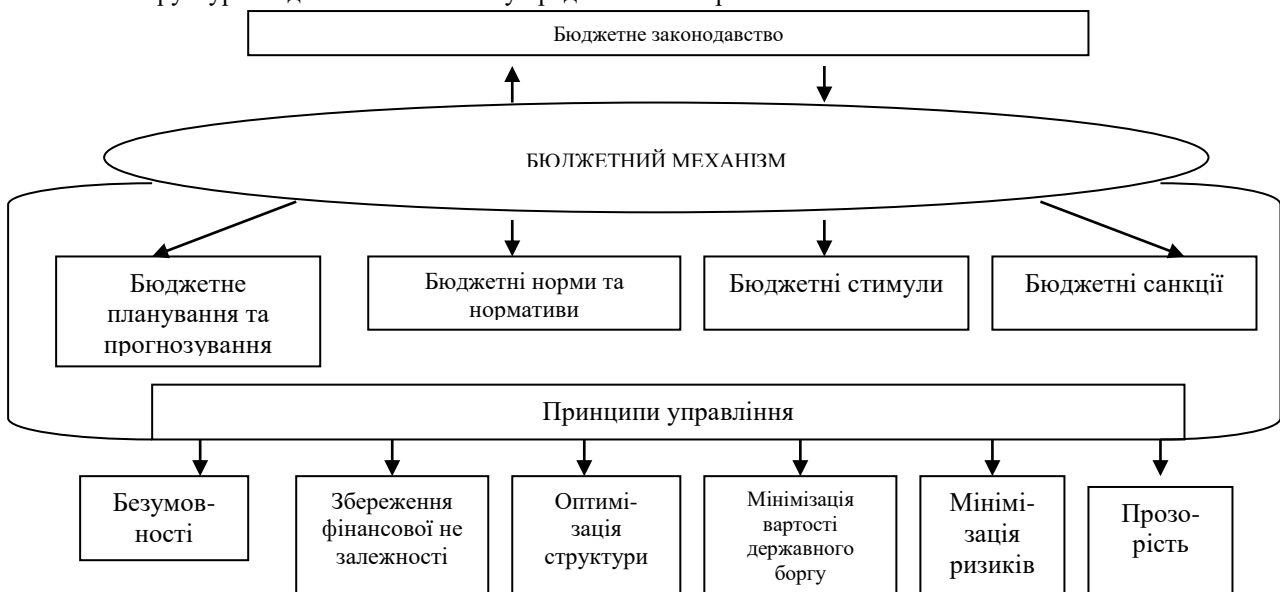 Бюджетне законодавство
БЮДЖЕТНИЙ МЕХАНІЗМ
Бюджетне
планування та
прогнозування
Бюджетні норми та
нормативи
Бюджетні стимули
Бюджетні санкції
Принципи управління
Безумов-
ності
Збереження
фінансової не
залежності
Оптимі-
зація
структури
Мінімізація
вартості
державного
боргу
Мінімі-
зація
ризиків
Прозо-
рість